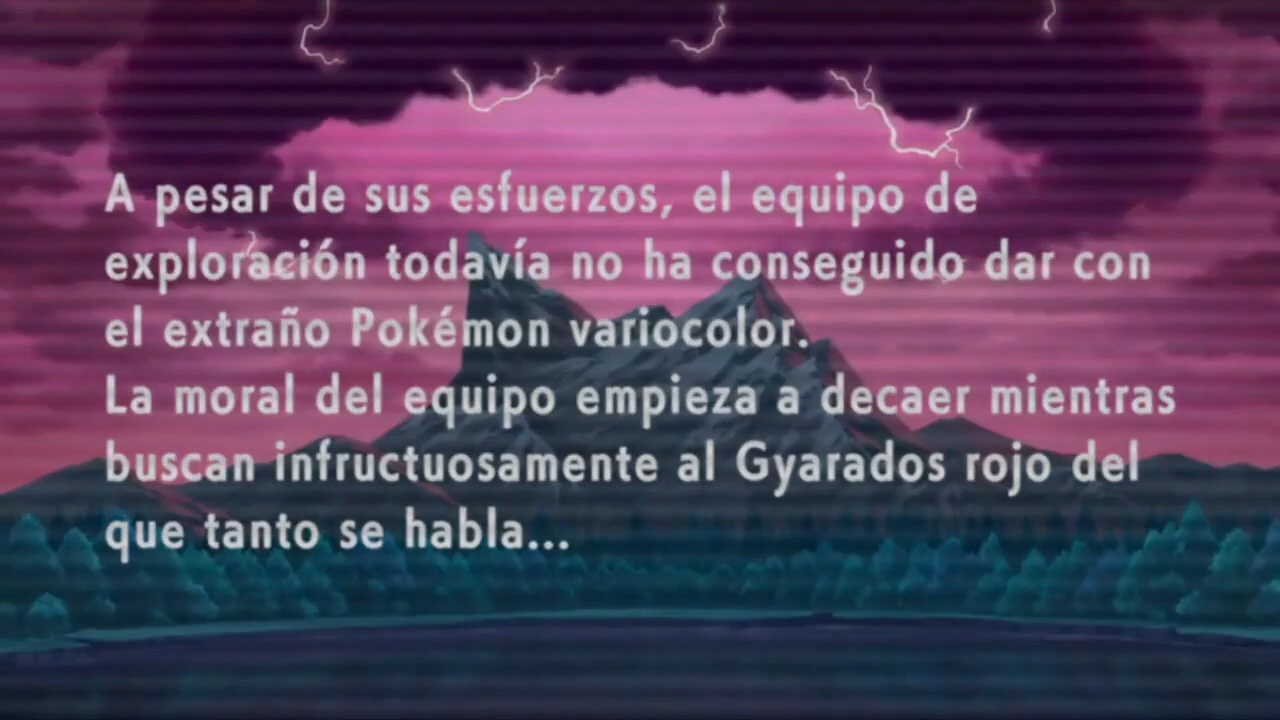 A pesar de sus esfuerzos, el equipo de
exploración todavía no ha conseguido dar con
el extraño Pokémon variocolor.
La moral del equipo empieza a decaer mientras
buscan infructuosamente al Gyarados rojo del
que tanto se habla...